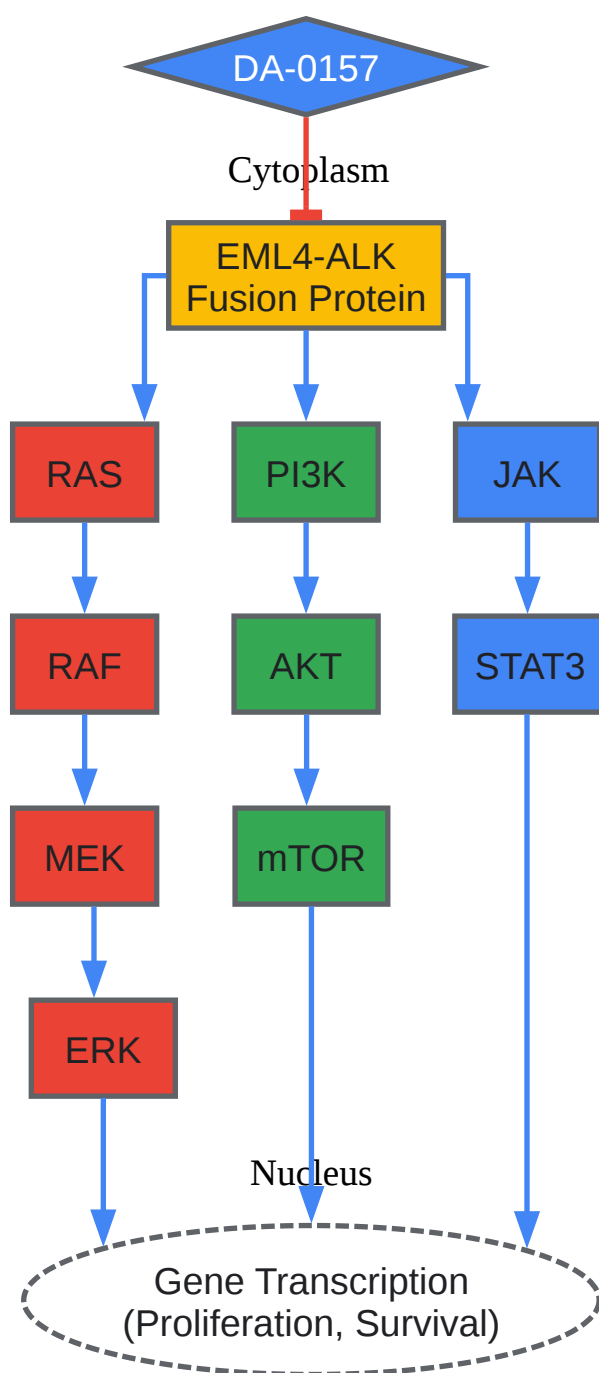 DA-0157
Cytoplasm
EML4-ALK
Fusion Protein
RAS
PI3K
JAK
RAF
AKT
STAT3
MEK
mTOR
ERK
Nucleus
Gene Transcription
(Proliferation, Survival)